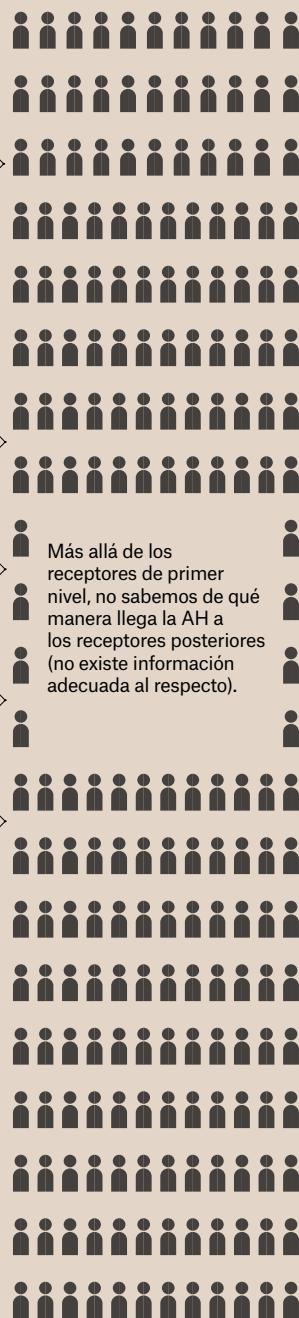 Más allá de los
receptores de primer
nivel, no sabemos de qué
manera llega la AH a
los receptores posteriores
(no existe información
adecuada al respecto).